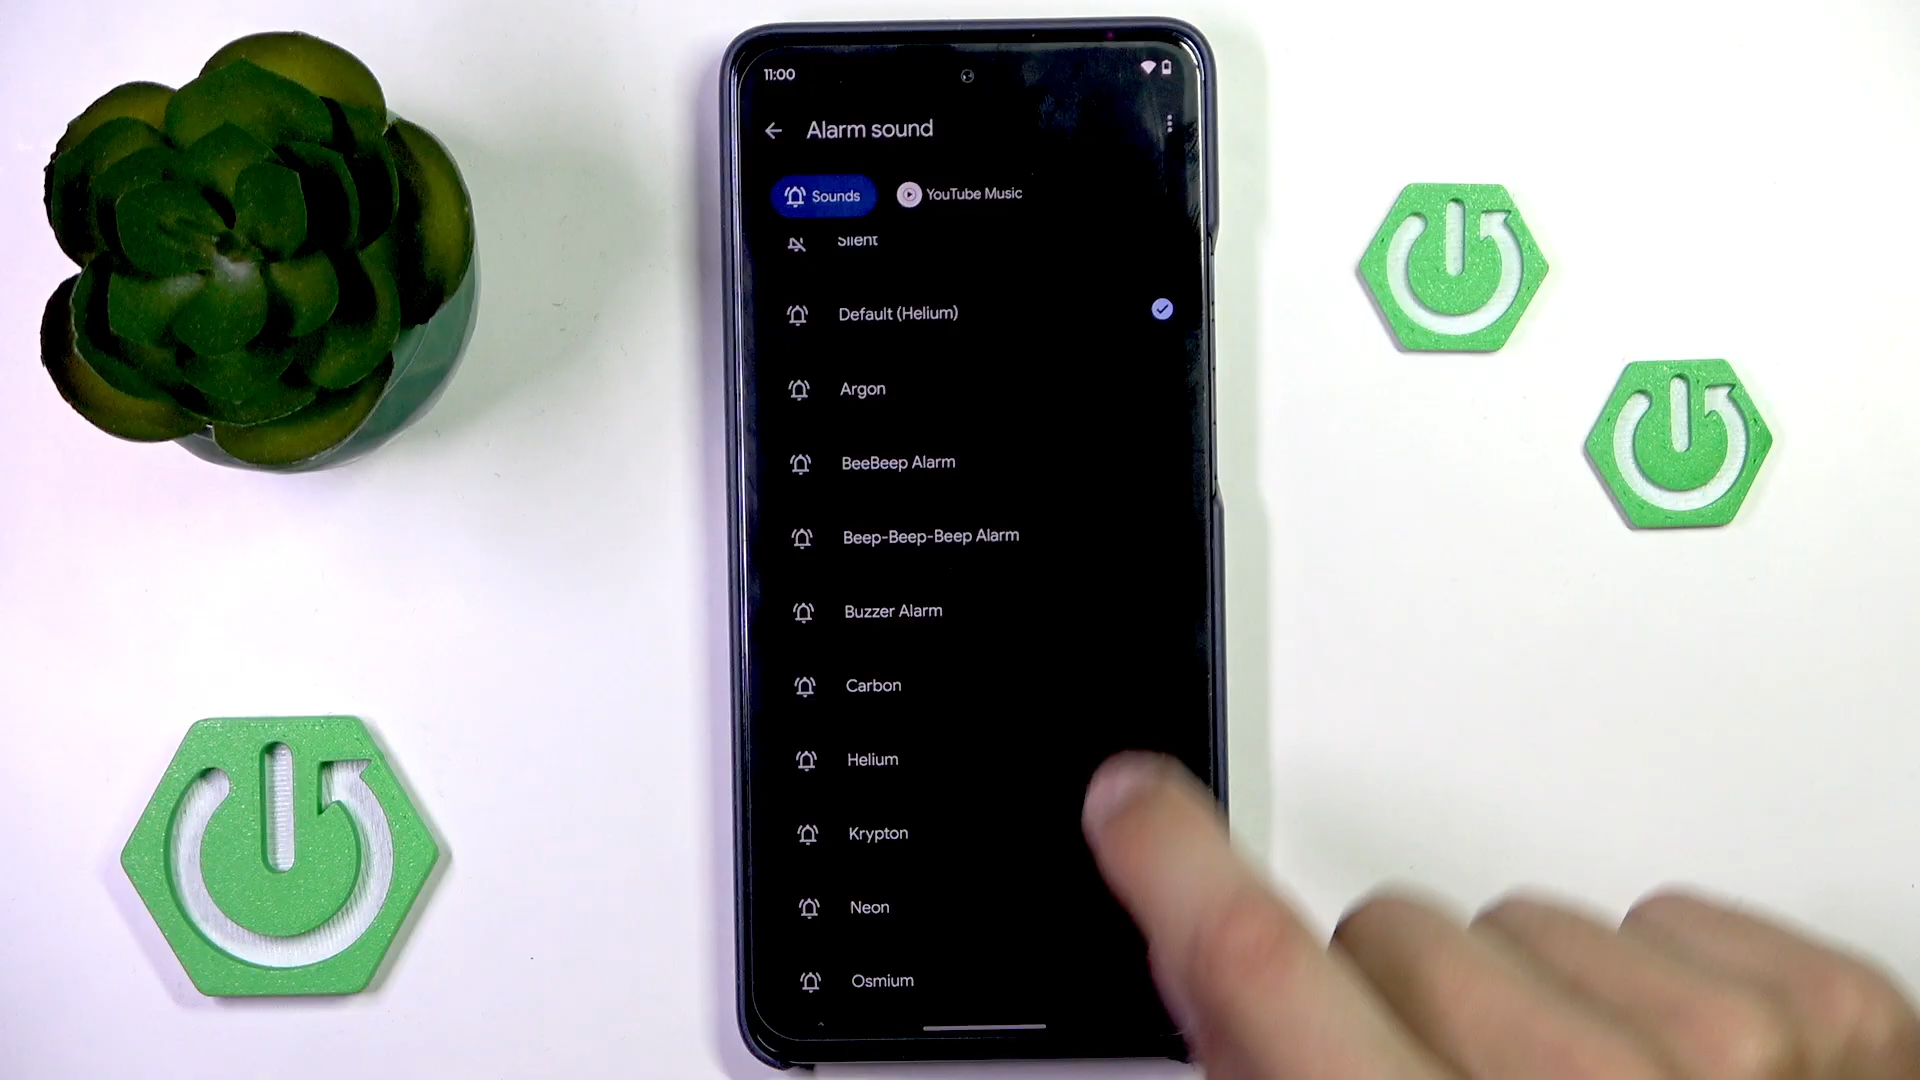 11:00
Alarm sound
Sounds
YouTube Music
Silent
Default (Helium)
Argon
BeeBeep Alarm
Beep-Beep-Beep Alarm
Buzzer Alarm
Carbon
Helium
Krypton
Neon
Osmium